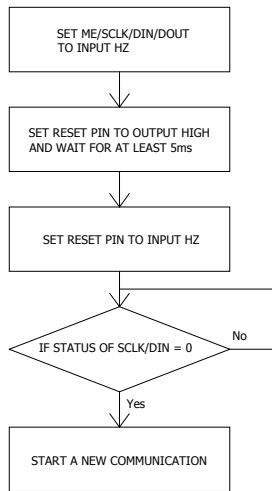 SET ME/SCLK/DIN/DOUT
TO INPUT HZ
SET RESET PIN TO OUTPUT HIGH
AND WAIT FOR AT LEAST 5ms
SET RESET PIN TO INPUT HZ
IF STATUS OF SCLK/DIN = 0
No
Yes
START A NEW COMMUNICATION